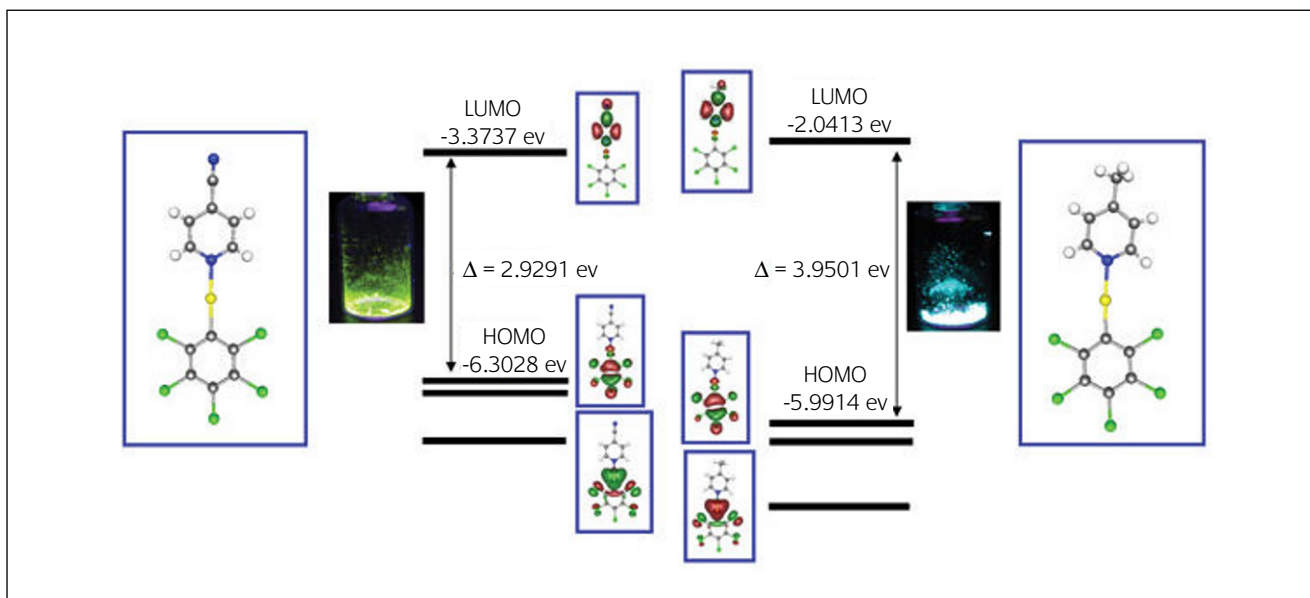 LUMO
-3.3737 ev
LUMO
-2.0413 ev
Δ = 2.9291 ev
Δ = 3.9501 ev
HOMO
-6.3028 ev
HOMO
-5.9914 ev